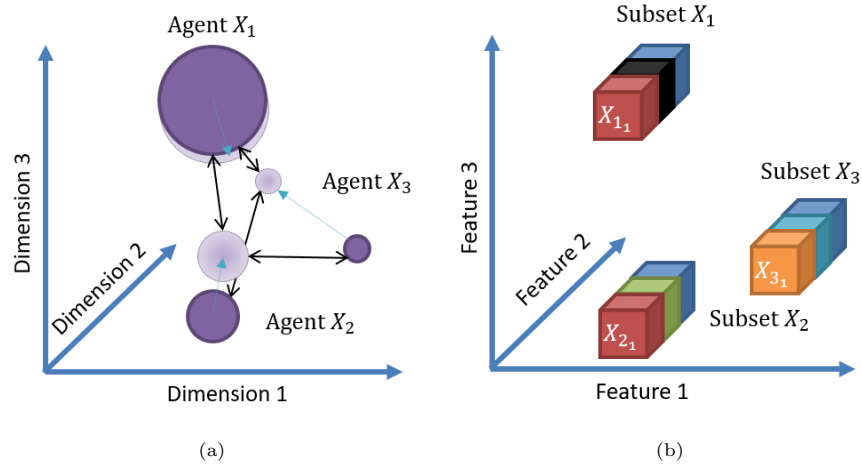 Agent X₁
Agent X₃
Agent X₂
Dimension 3
Dimension 2
Dimension 1
(a)
Subset X₁
X₁₁
Subset X₃
X₃₁
Subset X₂
X₂₁
Feature 3
Feature 2
Feature 1
(b)